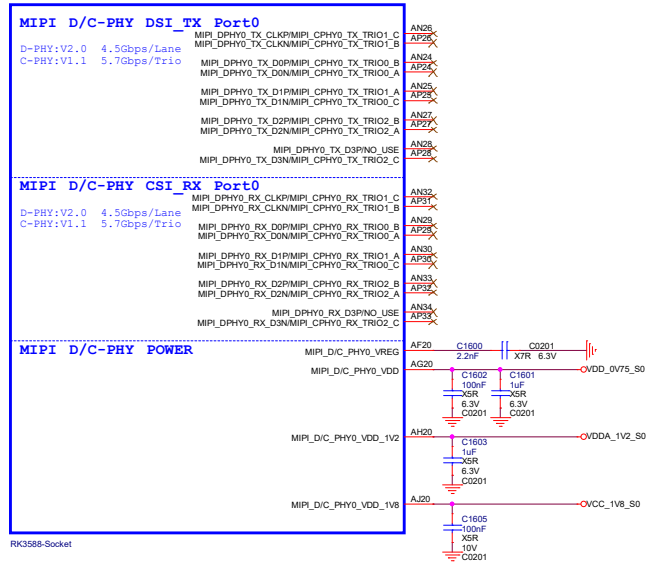 MIPI D/C-PHY DSI_TX Port0
D-PHY:V2.0 4.5Gbps/Lane
C-PHY:V1.1 5.7Gbps/Trio
MIPI_DPHY0_TX_CLKP/MIPI_CPHY0_TX_TRIO1_C AN26
MIPI_DPHY0_TX_CLKN/MIPI_CPHY0_TX_TRIO1_B AP26
MIPI_DPHY0_TX_D0P/MIPI_CPHY0_TX_TRIO0_B AN24
MIPI_DPHY0_TX_D0N/MIPI_CPHY0_TX_TRIO0_A AP24
MIPI_DPHY0_TX_D1P/MIPI_CPHY0_TX_TRIO1_A AN25
MIPI_DPHY0_TX_D1N/MIPI_CPHY0_TX_TRIO0_C AP25
MIPI_DPHY0_TX_D2P/MIPI_CPHY0_TX_TRIO2_B AN27
MIPI_DPHY0_TX_D2N/MIPI_CPHY0_TX_TRIO2_A AP27
MIPI_DPHY0_TX_D3P/NO_USE AN28
MIPI_DPHY0_TX_D3N/MIPI_CPHY0_TX_TRIO2_C AP28
MIPI D/C-PHY CSI_RX Port0
D-PHY:V2.0 4.5Gbps/Lane
C-PHY:V1.1 5.7Gbps/Trio
MIPI_DPHY0_RX_CLKP/MIPI_CPHY0_RX_TRIO1_C AN32
MIPI_DPHY0_RX_CLKN/MIPI_CPHY0_RX_TRIO1_B AP31
MIPI_DPHY0_RX_D0P/MIPI_CPHY0_RX_TRIO0_B AN29
MIPI_DPHY0_RX_D0N/MIPI_CPHY0_RX_TRIO0_A AP29
MIPI_DPHY0_RX_D1P/MIPI_CPHY0_RX_TRIO1_A AN30
MIPI_DPHY0_RX_D1N/MIPI_CPHY0_RX_TRIO0_C AP30
MIPI_DPHY0_RX_D2P/MIPI_CPHY0_RX_TRIO2_B AN33
MIPI_DPHY0_RX_D2N/MIPI_CPHY0_RX_TRIO2_A AP32
MIPI_DPHY0_RX_D3P/NO_USE AN34
MIPI_DPHY0_RX_D3N/MIPI_CPHY0_RX_TRIO2_C AP33
MIPI D/C-PHY POWER
MIPI_D/C_PHY0_VREG AF20
C1600 C0201
2.2nF X7R 6.3V
MIPI_D/C_PHY0_VDD AG20
VDD_0V75_S0
C1602
100nF
X5R
6.3V
C0201
C1601
1uF
X5R
6.3V
C0201
MIPI_D/C_PHY0_VDD_1V2 AH20
VDDA_1V2_S0
C1603
1uF
X5R
6.3V
C0201
MIPI_D/C_PHY0_VDD_1V8 AJ20
VCC_1V8_S0
C1605
100nF
X5R
10V
C0201
RK3588-Socket